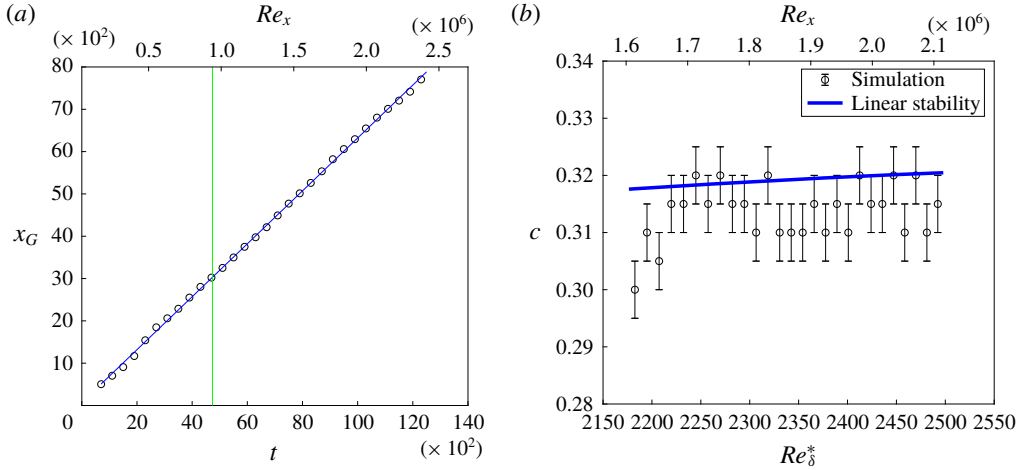 (a)
Re_x
(× 10^2)
0.5 1.0 1.5 2.0 2.5
(× 10^6)
80
70
60
50
40
30
20
10
0
x_G
20 40 60 80 100 120 140
(× 10^2)
t
(b)
Re_x
(× 10^6)
1.6 1.7 1.8 1.9 2.0 2.1
0.34
0.33
0.32
0.31
0.30
0.29
0.28
c
Simulation
Linear stability
2150 2200 2250 2300 2350 2400 2450 2500 2550
Re^*_δ